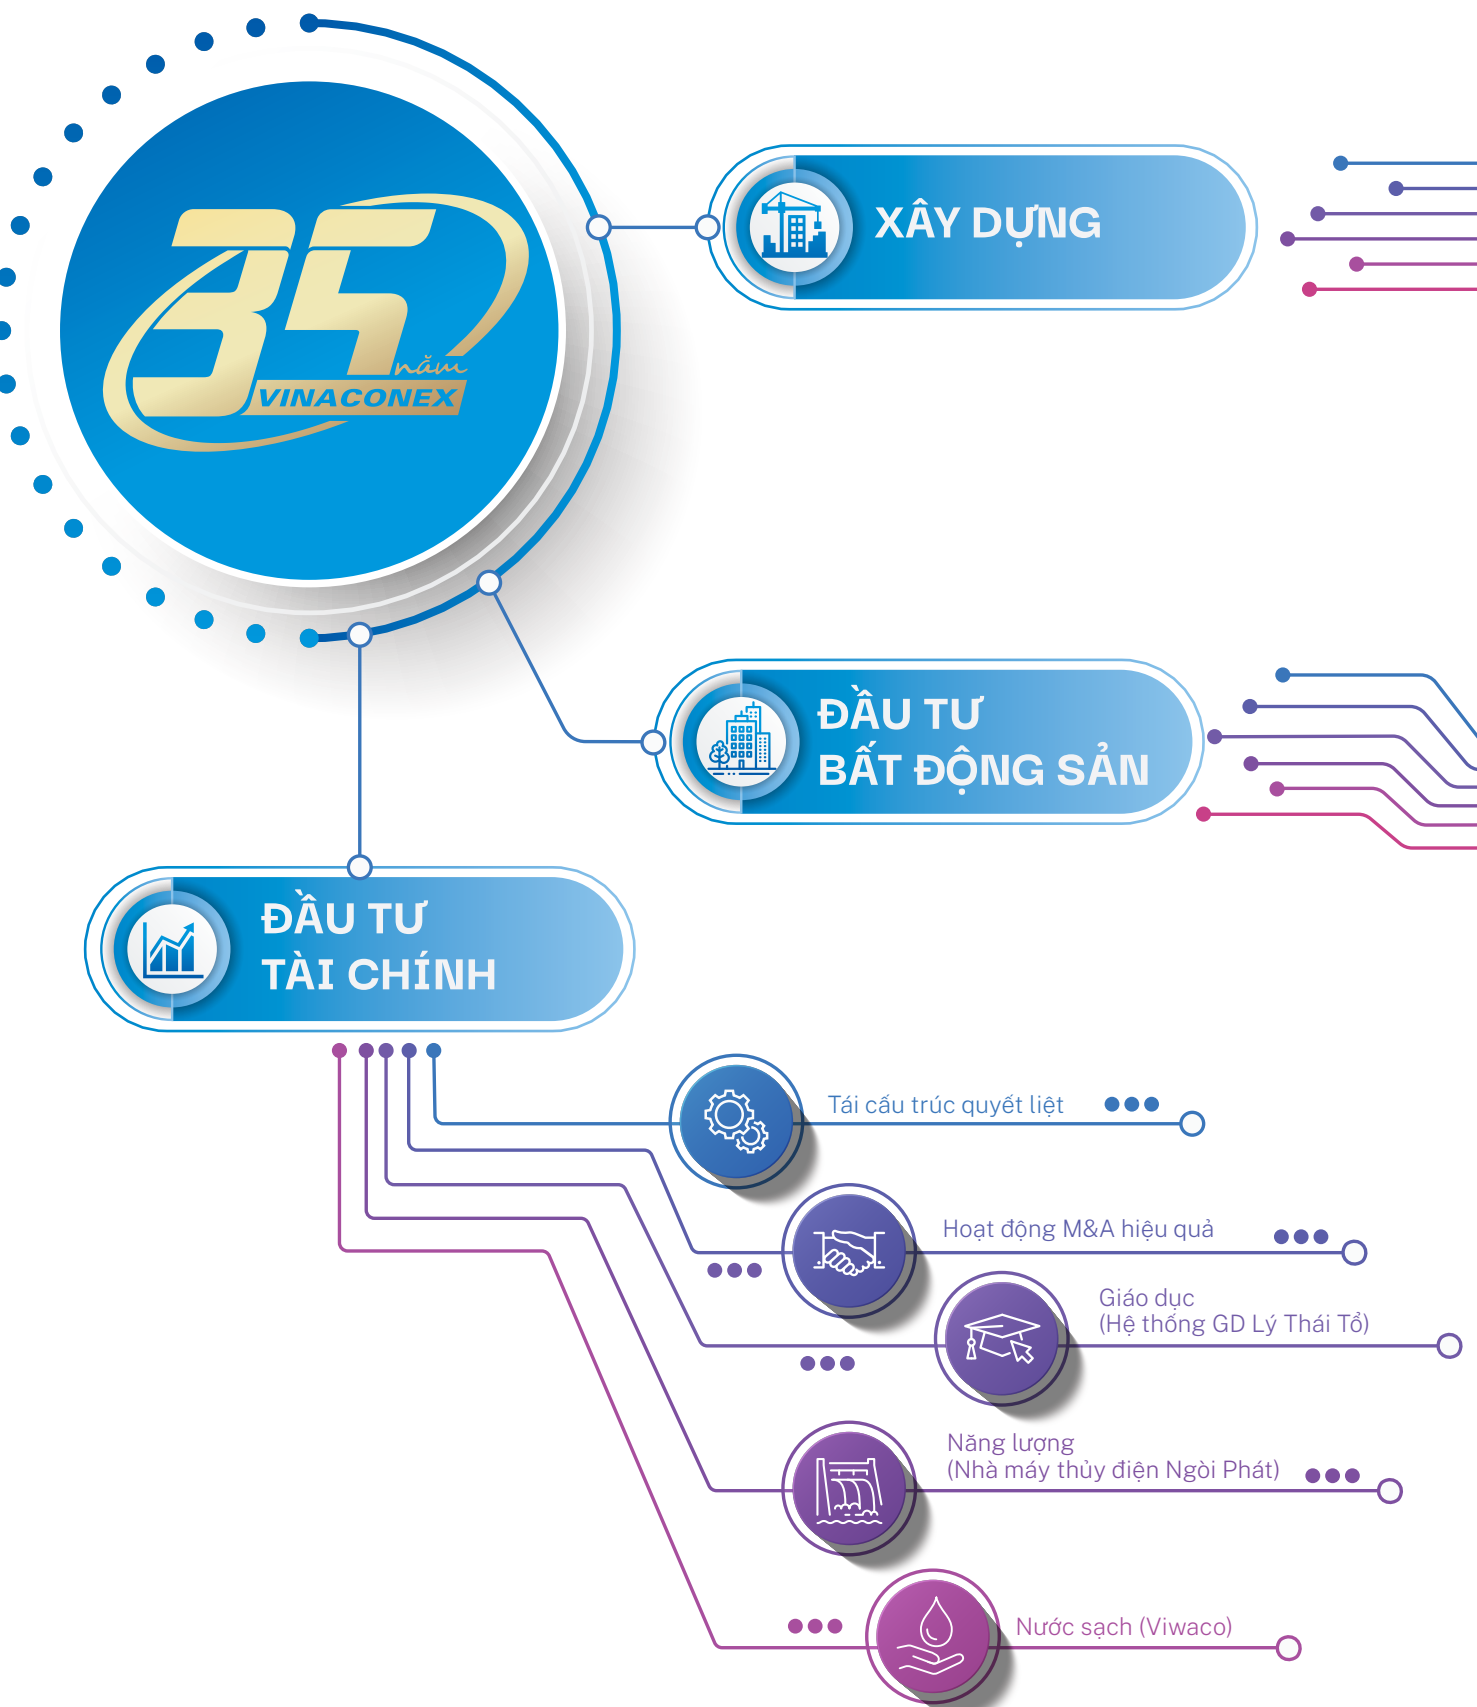 35
năm
VINACONEX
XÂY DỰNG
ĐẦU TƯ
BẤT ĐỘNG SẢN
ĐẦU TƯ
TÀI CHÍNH
Tái cấu trúc quyết liệt
Hoạt động M&A hiệu quả
Giáo dục
(Hệ thống GD Lý Thái Tổ)
Năng lượng
(Nhà máy thủy điện Ngòi Phát)
Nước sạch (Viwaco)